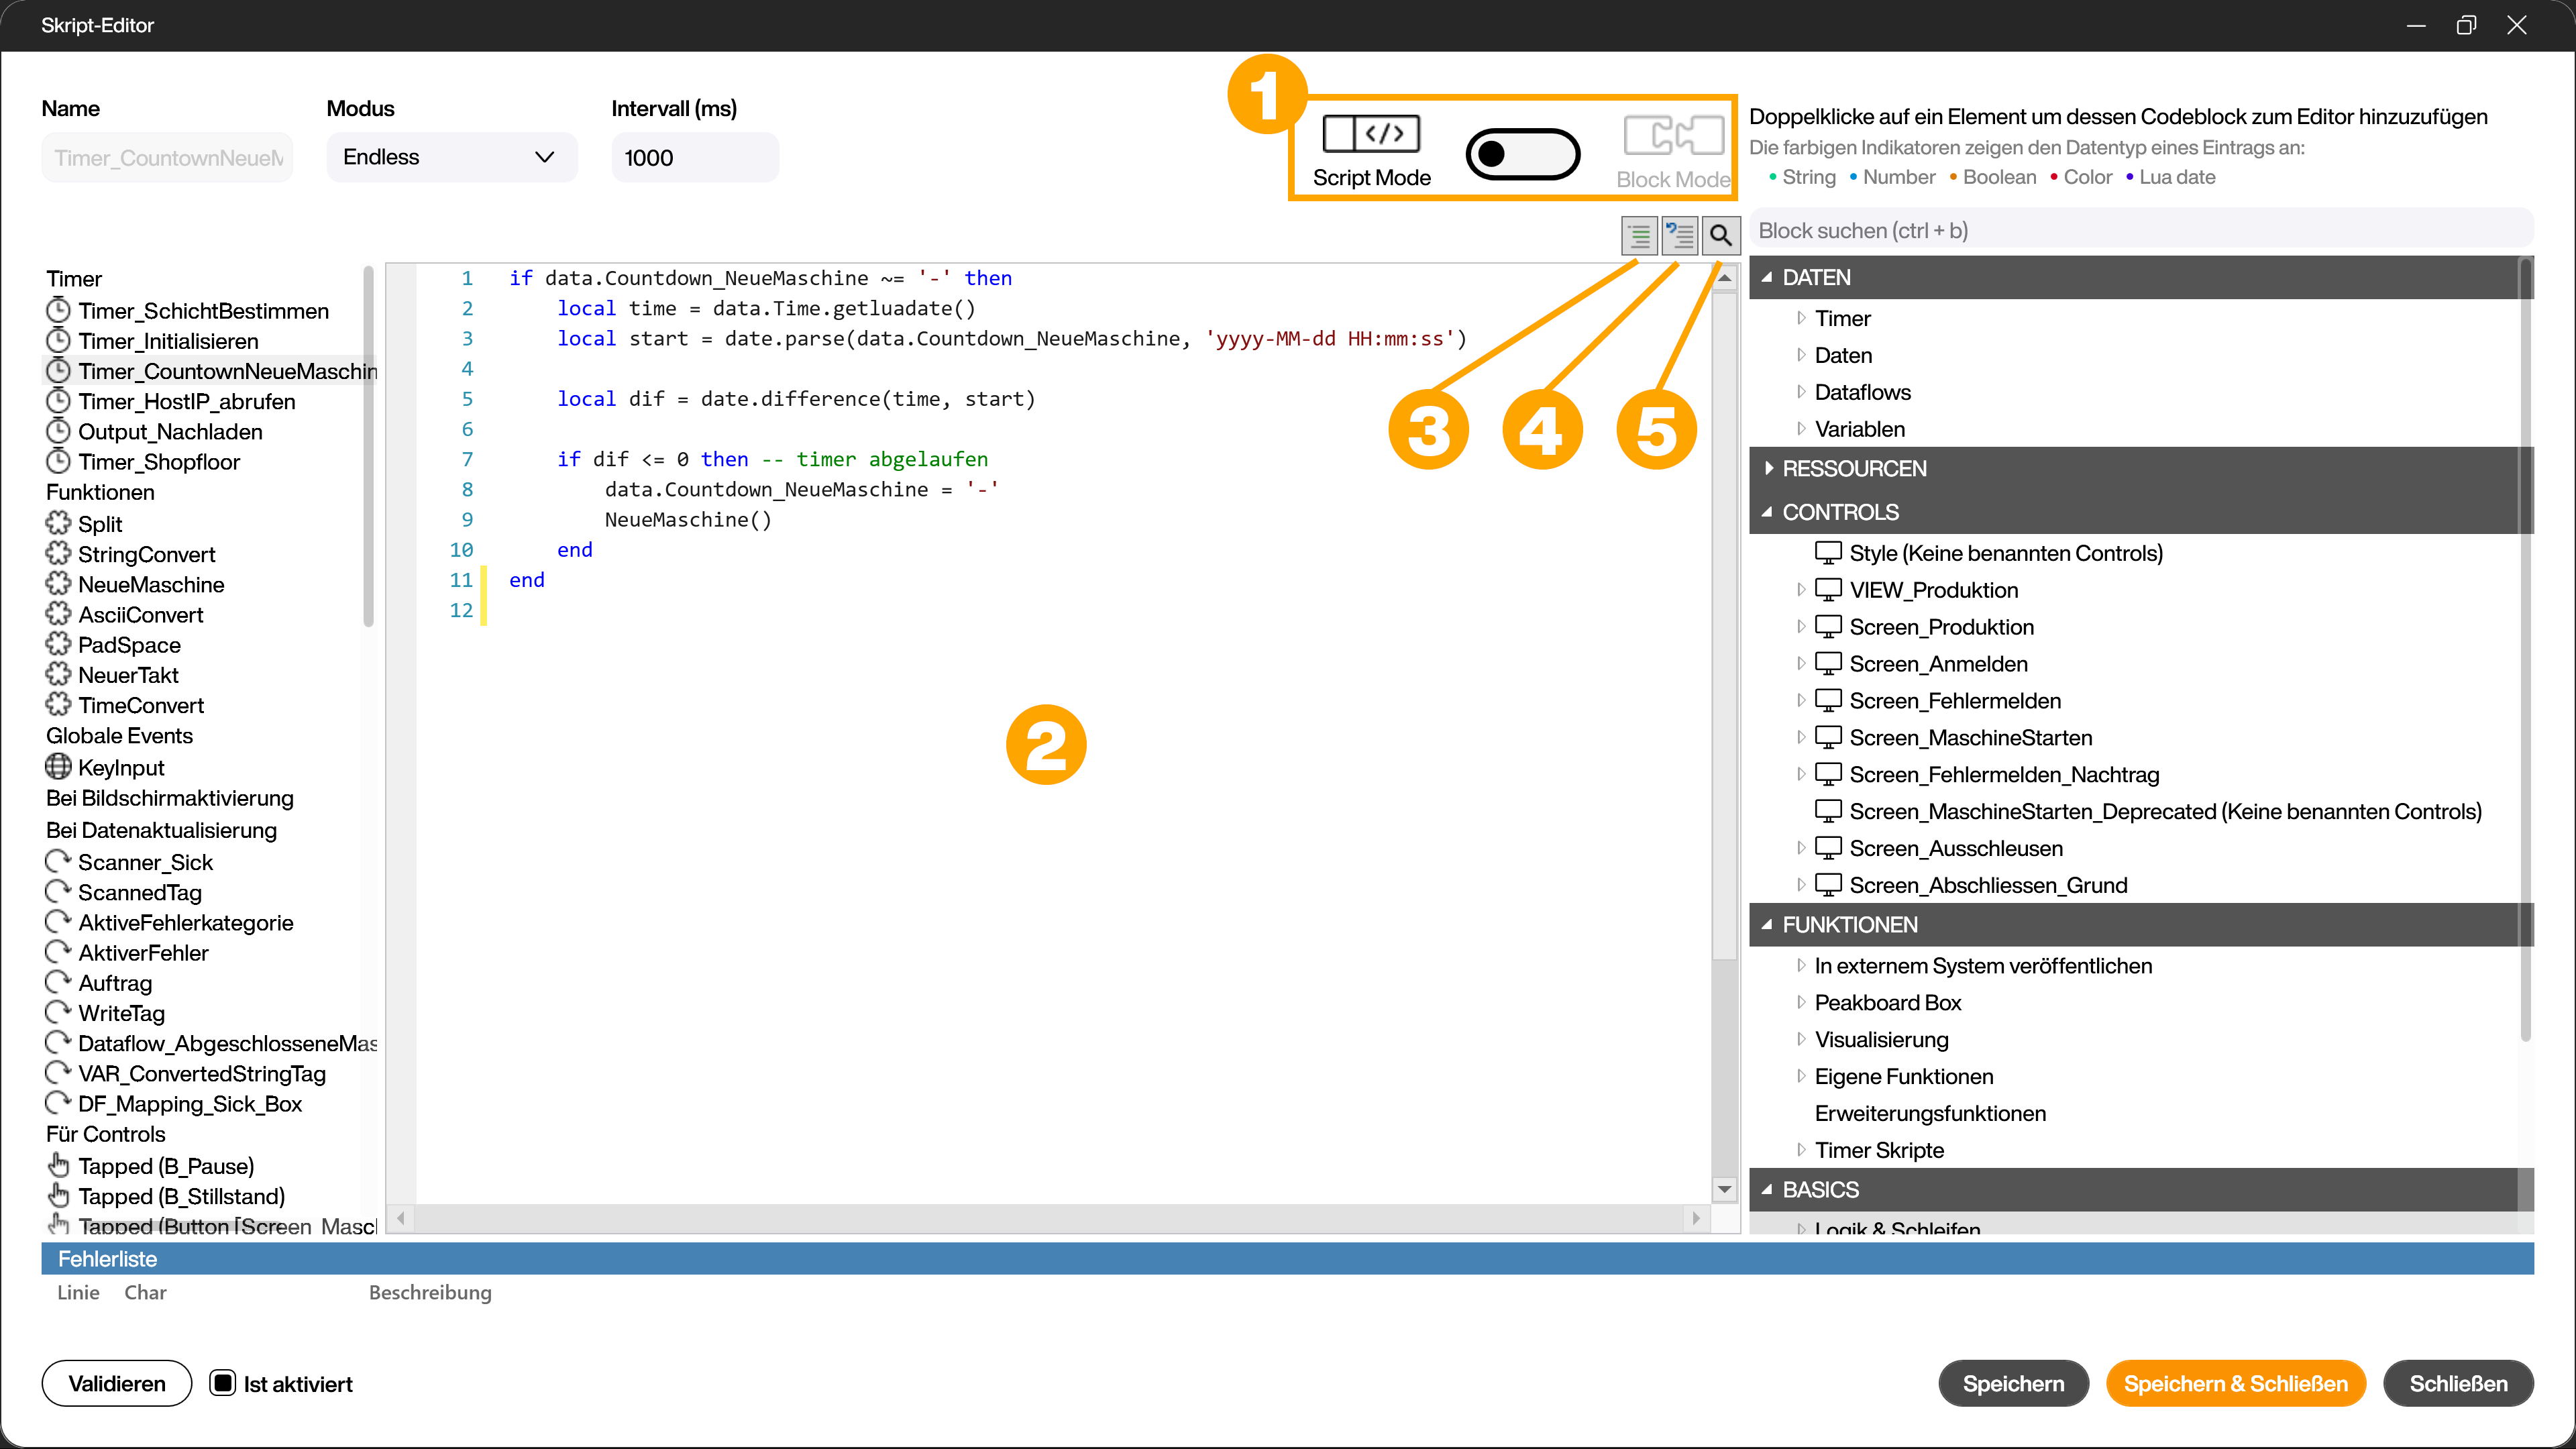 Skript-Editor
Name
Modus
Intervall (ms)
Timer_CountownNeueM
Endless
1000
1
Script Mode
Block Mode
Doppelklicke auf ein Element um dessen Codeblock zum Editor hinzuzufügen
Die farbigen Indikatoren zeigen den Datentyp eines Eintrags an:
• String • Number • Boolean • Color • Lua date
Block suchen (ctrl + b)
Timer
Timer_SchichtBestimmen
Timer_Initialisieren
Timer_CountownNeueMaschin
Timer_HostIP_abrufen
Output_Nachladen
Timer_Shopfloor
Funktionen
Split
StringConvert
NeueMaschine
AsciiConvert
PadSpace
NeuerTakt
TimeConvert
Globale Events
KeyInput
Bei Bildschirmaktivierung
Bei Datenaktualisierung
Scanner_Sick
ScannedTag
AktiveFehlerkategorie
AktiverFehler
Auftrag
WriteTag
Dataflow_AbgeschlosseneMas
VAR_ConvertedStringTag
DF_Mapping_Sick_Box
Für Controls
Tapped (B_Pause)
Tapped (B_Stillstand)
Tapped (Button [Screen_Masch
1 if data.Countdown_NeueMaschine ~= '-' then
2 local time = data.Time.getluadate()
3 local start = date.parse(data.Countdown_NeueMaschine, 'yyyy-MM-dd HH:mm:ss')
4
5 local dif = date.difference(time, start)
6
7 if dif <= 0 then -- timer abgelaufen
8 data.Countdown_NeueMaschine = '-'
9 NeueMaschine()
10 end
11 end
12
3 4 5
2
DATEN
Timer
Daten
Dataflows
Variablen
RESSOURCEN
CONTROLS
Style (Keine benannten Controls)
VIEW_Produktion
Screen_Produktion
Screen_Anmelden
Screen_Fehlermelden
Screen_MaschineStarten
Screen_Fehlermelden_Nachtrag
Screen_MaschineStarten_Deprecated (Keine benannten Controls)
Screen_Ausschleusen
Screen_Abschliessen_Grund
FUNKTIONEN
In externem System veröffentlichen
Peakboard Box
Visualisierung
Eigene Funktionen
Erweiterungsfunktionen
Timer Skripte
BASICS
Logik & Schleifen
Fehlerliste
Linie Char Beschreibung
Validieren
Ist aktiviert
Speichern
Speichern & Schließen
Schließen